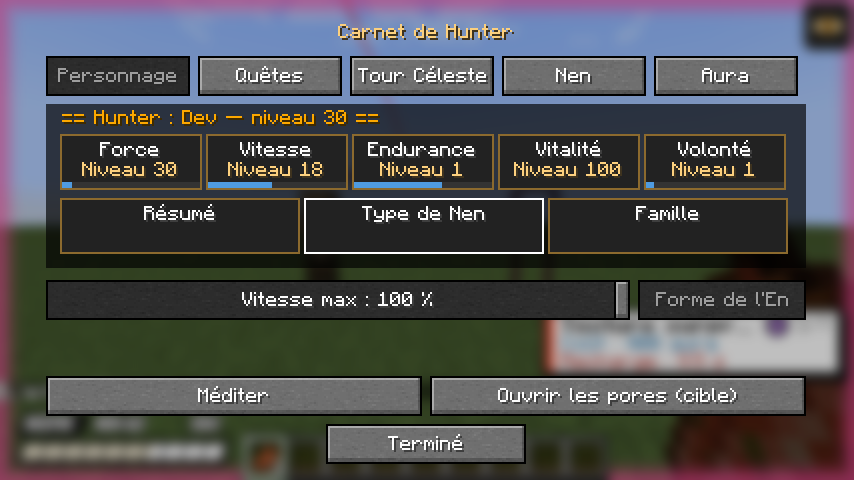 Carnet de Hunter
Personnage
Quêtes
Tour Céleste
Nen
Aura
== Hunter : Dev — niveau 30 ==
Force
Niveau 30
Vitesse
Niveau 18
Endurance
Niveau 1
Vitalité
Niveau 100
Volonté
Niveau 1
Résumé
Type de Nen
Famille
Vitesse max : 100 %
Forme de l'En
Méditer
Ouvrir les pores (cible)
Terminé